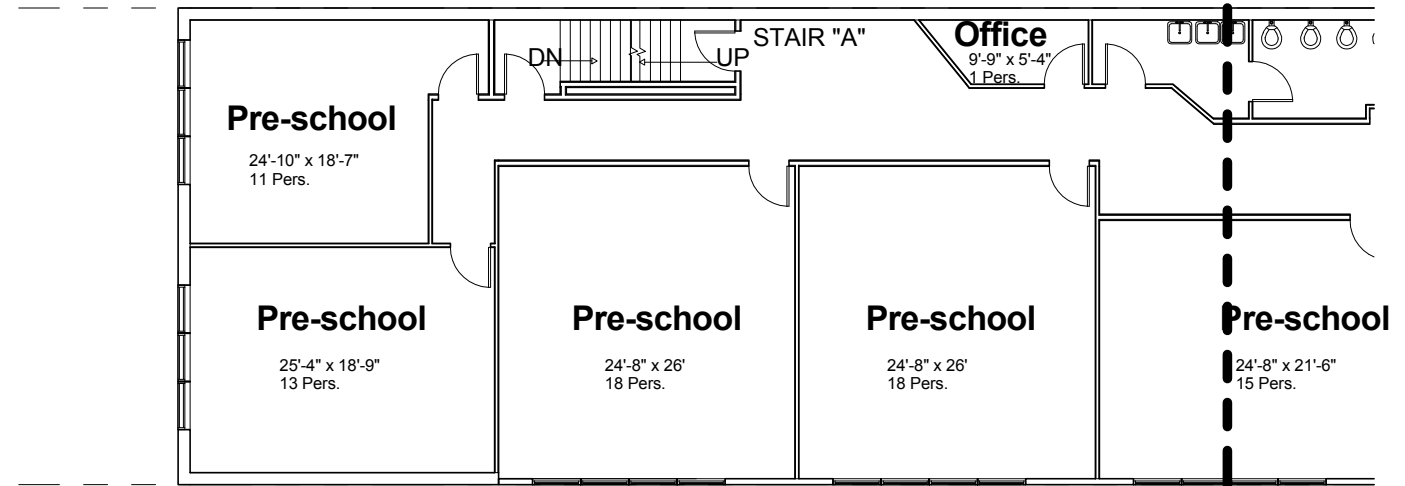 STAIR "A"
Office
9'-9" x 5'-4"
1 Pers.
DN
UP
Pre-school
24'-10" x 18'-7"
11 Pers.
Pre-school
25'-4" x 18'-9"
13 Pers.
Pre-school
24'-8" x 26'
18 Pers.
Pre-school
24'-8" x 26'
18 Pers.
Pre-school
24'-8" x 21'-6"
15 Pers.